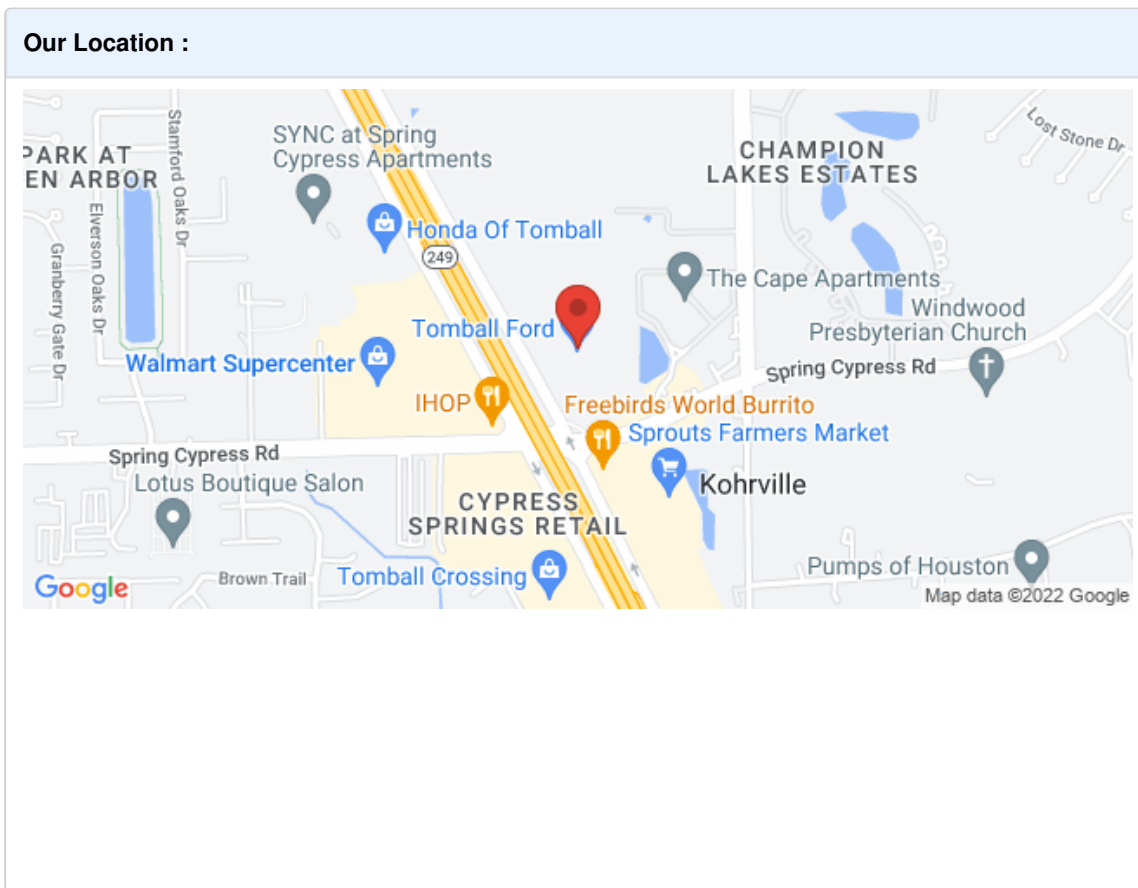 Our Location :
PARK AT
EN ARBOR
Stamford Oaks Dr
Elverson Oaks Dr
Granberry Gate Dr
SYNC at Spring
Cypress Apartments
Honda Of Tomball
249
CHAMPION
LAKES ESTATES
Lost Stone Dr
The Cape Apartments
Windwood
Presbyterian Church
Tomball Ford
Walmart Supercenter
IHOP
Spring Cypress Rd
Freebirds World Burrito
Sprouts Farmers Market
Spring Cypress Rd
Lotus Boutique Salon
Kohrville
CYPRESS
SPRINGS RETAIL
Brown Trail
Tomball Crossing
Pumps of Houston
Google
Map data ©2022 Google